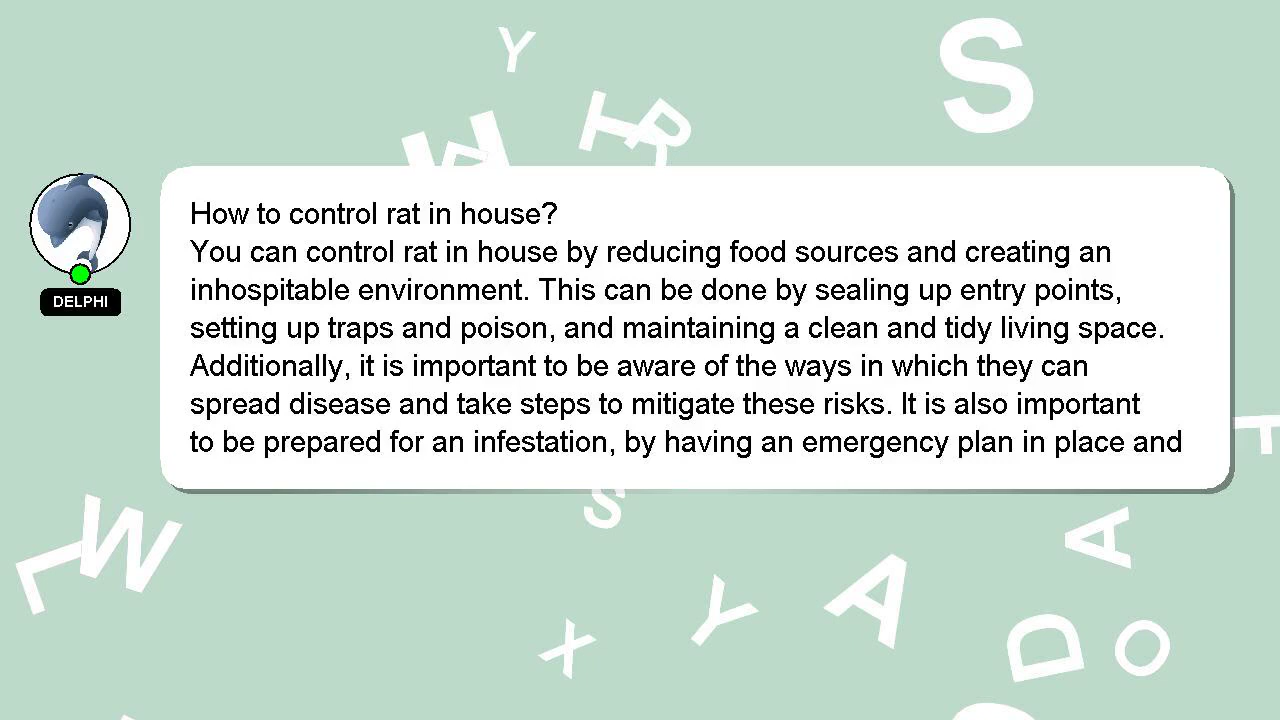 Y
S
T
R
W
DELPHI
How to control rat in house?
You can control rat in house by reducing food sources and creating an
inhospitable environment. This can be done by sealing up entry points,
setting up traps and poison, and maintaining a clean and tidy living space.
Additionally, it is important to be aware of the ways in which they can
spread disease and take steps to mitigate these risks. It is also important
to be prepared for an infestation, by having an emergency plan in place and
S
W
L
A
A
Y
X
D
O